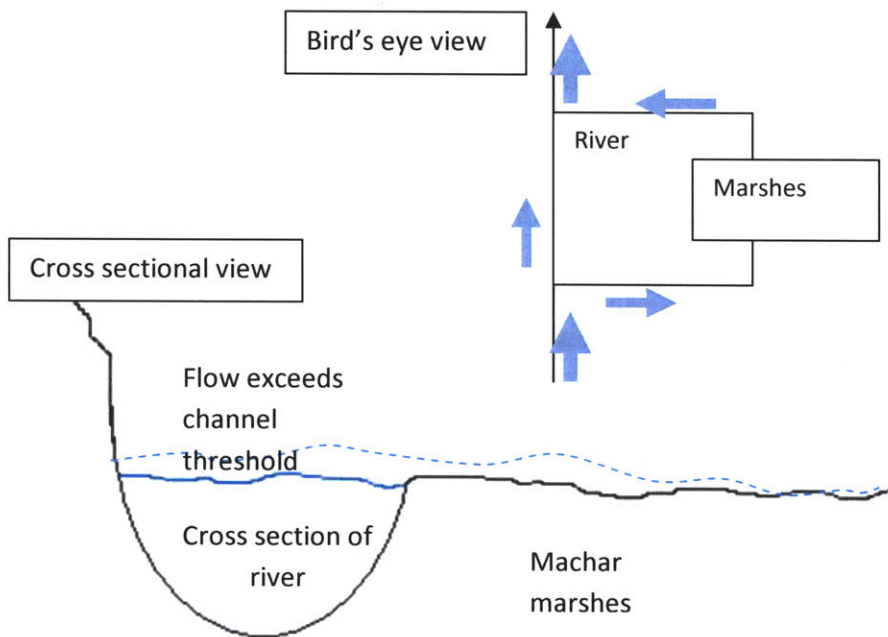 Bird's eye view
River
Marshes
Cross sectional view
Flow exceeds
channel
threshold
Cross section of
river
Machar
marshes